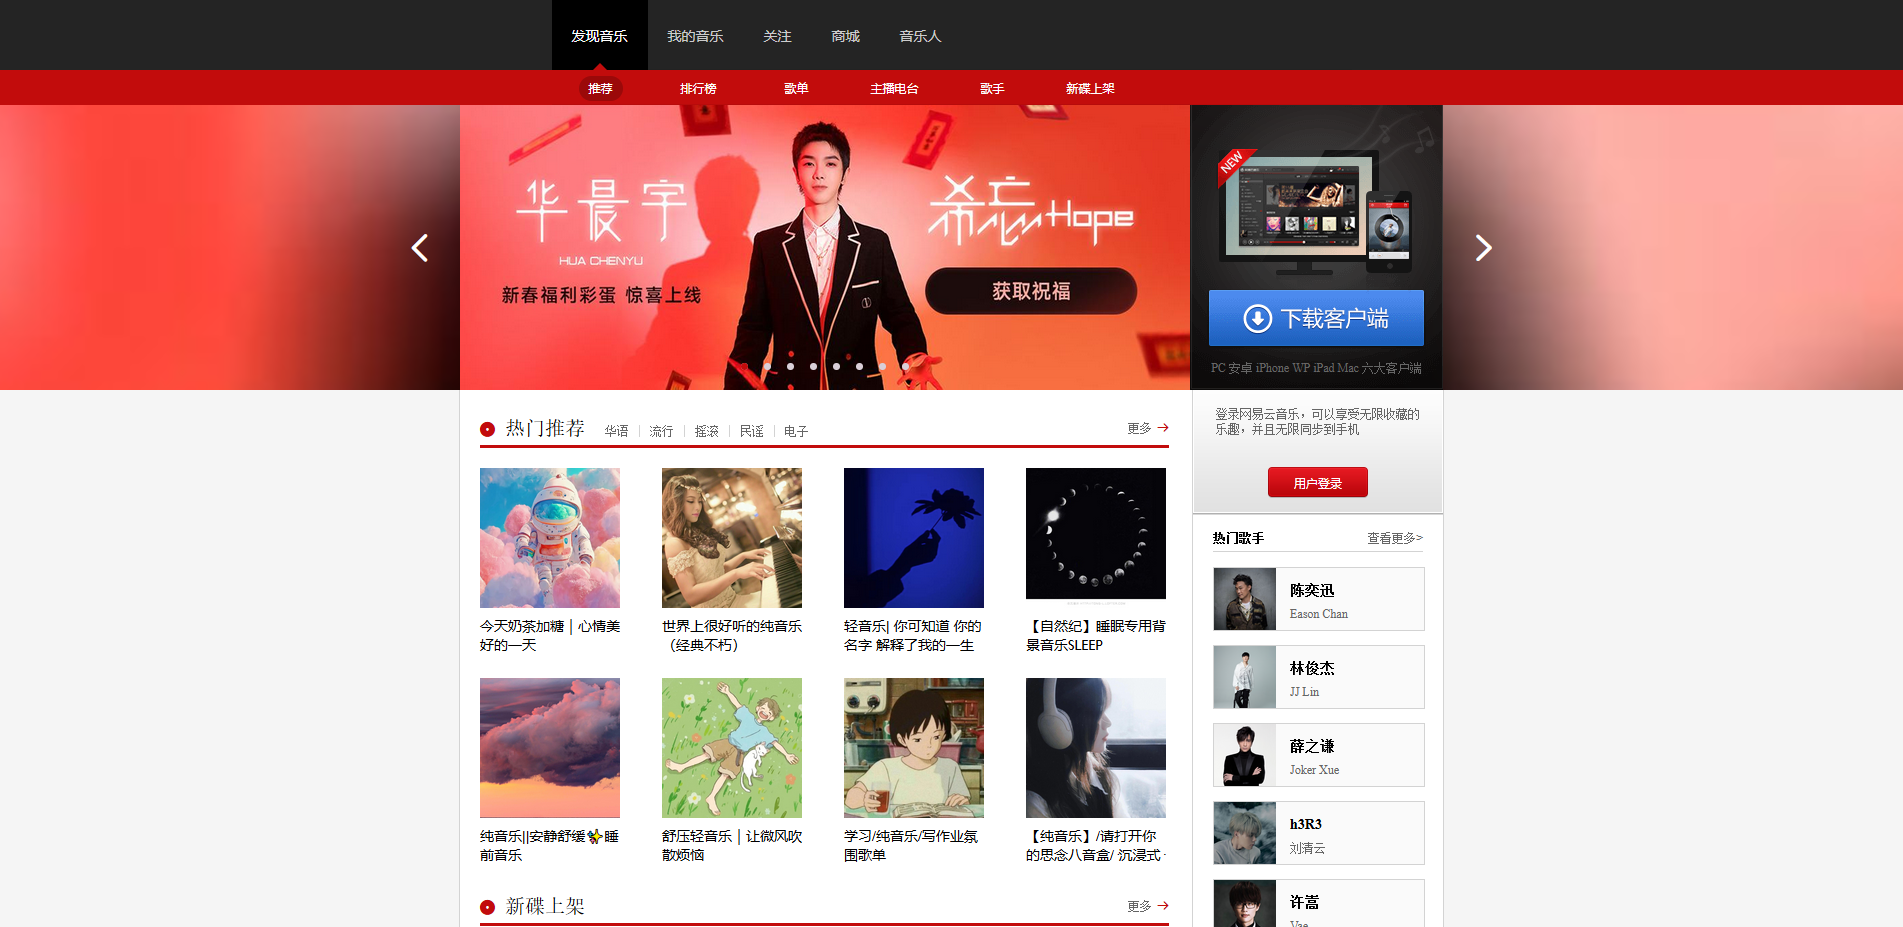 发现音乐
我的音乐
关注
商城
音乐人
推荐
排行榜
歌单
主播电台
歌手
新碟上架
华晨宇
HUA CHENYU
新春福利彩蛋 惊喜上线
希忘Hope
获取祝福
NEW
下载客户端
PC 安卓 iPhone WP iPad Mac 六大客户端
登录网易云音乐，可以享受无限收藏的
乐趣，并且无限同步到手机
用户登录
热门推荐
华语
流行
摇滚
民谣
电子
更多
今天奶茶加糖 | 心情美
好的一天
世界上很好听的纯音乐
（经典不朽）
轻音乐| 你可知道 你的
名字 解释了我的一生
【自然纪】睡眠专用背
景音乐SLEEP
纯音乐||安静舒缓✨睡
前音乐
舒压轻音乐 | 让微风吹
散烦恼
学习/纯音乐/写作业氛
围歌单
【纯音乐】/请打开你
的思念八音盒/ 沉浸式
新碟上架
更多
热门歌手
查看更多>
陈奕迅
Eason Chan
林俊杰
JJ Lin
薛之谦
Joker Xue
h3R3
刘清云
许嵩
Vae